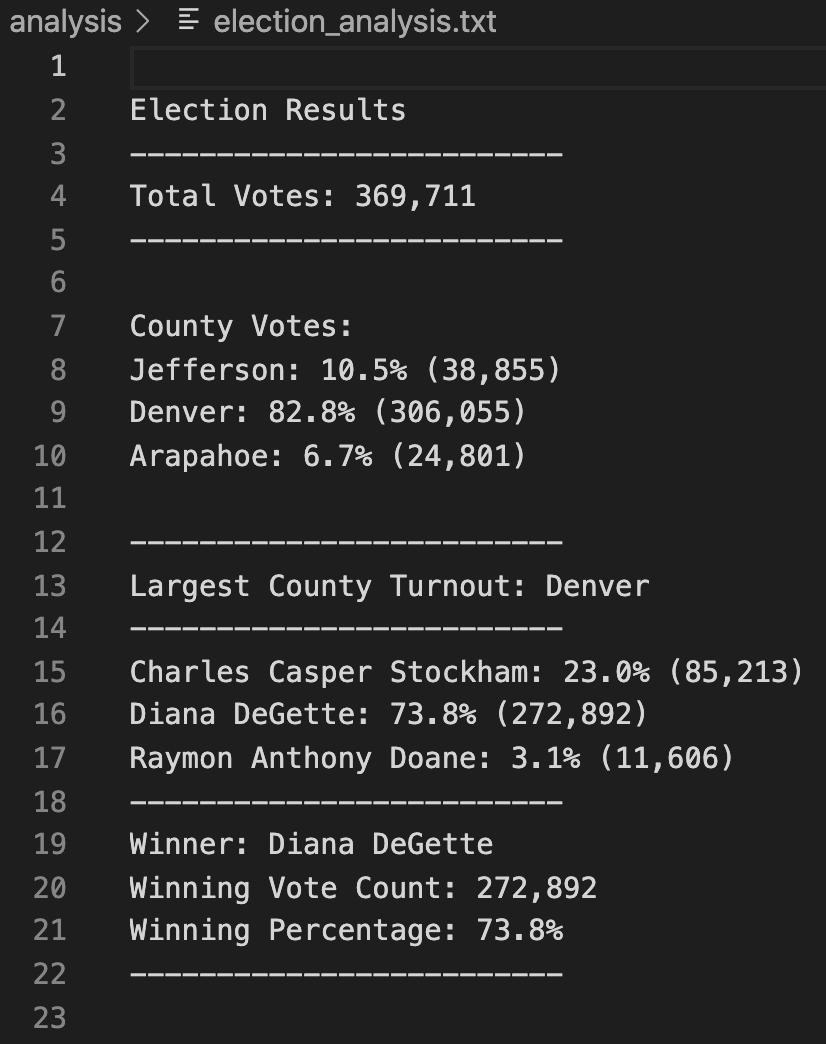 analysis > election_analysis.txt
1
2 Election Results
3 -------------------------
4 Total Votes: 369,711
5 -------------------------
6
7 County Votes:
8 Jefferson: 10.5% (38,855)
9 Denver: 82.8% (306,055)
10 Arapahoe: 6.7% (24,801)
11
12 -------------------------
13 Largest County Turnout: Denver
14 -------------------------
15 Charles Casper Stockham: 23.0% (85,213)
16 Diana DeGette: 73.8% (272,892)
17 Raymon Anthony Doane: 3.1% (11,606)
18 -------------------------
19 Winner: Diana DeGette
20 Winning Vote Count: 272,892
21 Winning Percentage: 73.8%
22 -------------------------
23